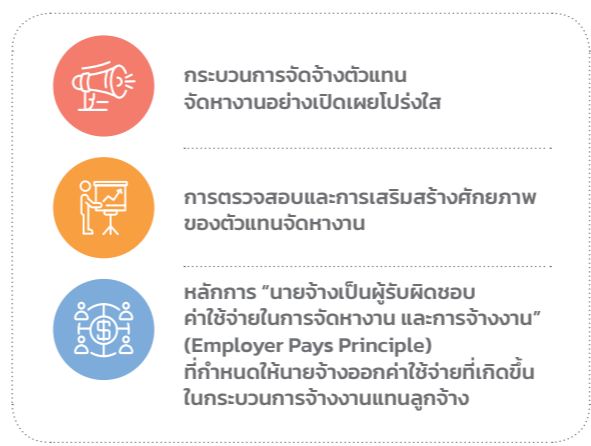 กระบวนการจัดจ้างตัวแทน
จัดหางานอย่างเปิดเผยโปร่งใส
การตรวจสอบและการเสริมสร้างศักยภาพ
ของตัวแทนจัดหางาน
หลักการ “นายจ้างเป็นผู้รับผิดชอบ
ค่าใช้จ่ายในการจัดหางาน และการจ้างงาน”
(Employer Pays Principle)
ที่กำหนดให้นายจ้างออกค่าใช้จ่ายที่เกิดขึ้น
ในกระบวนการจ้างงานแทนลูกจ้าง